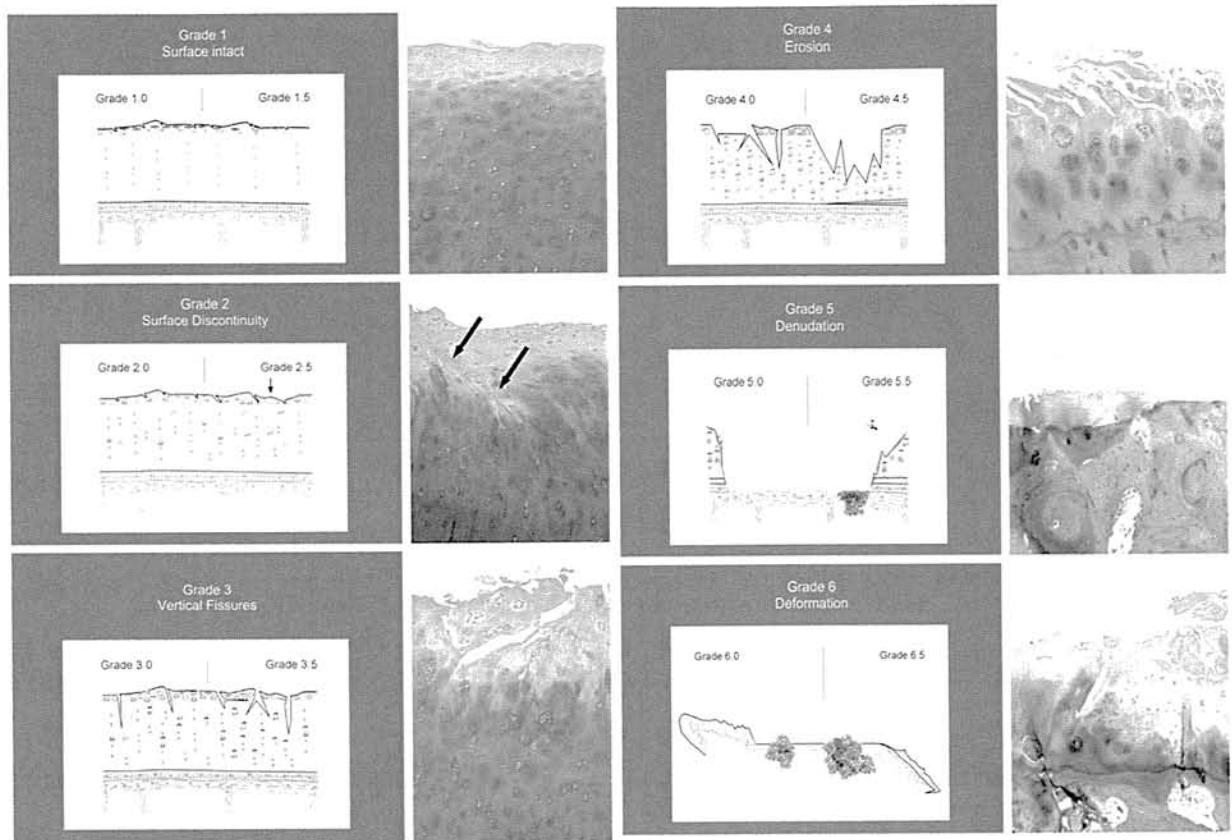 Grade 1
Surface intact
Grade 1.0
Grade 1.5
Grade 2
Surface Discontinuity
Grade 2.0
Grade 2.5
Grade 3
Vertical Fissures
Grade 3.0
Grade 3.5
Grade 4
Erosion
Grade 4.0
Grade 4.5
Grade 5
Denudation
Grade 5.0
Grade 5.5
Grade 6
Deformation
Grade 6.0
Grade 6.5